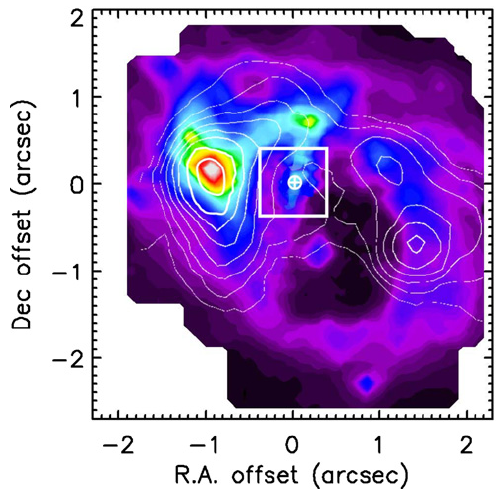 2
1
0
−1
−2
Dec offset (arcsec)
−2 −1 0 1 2
R.A. offset (arcsec)